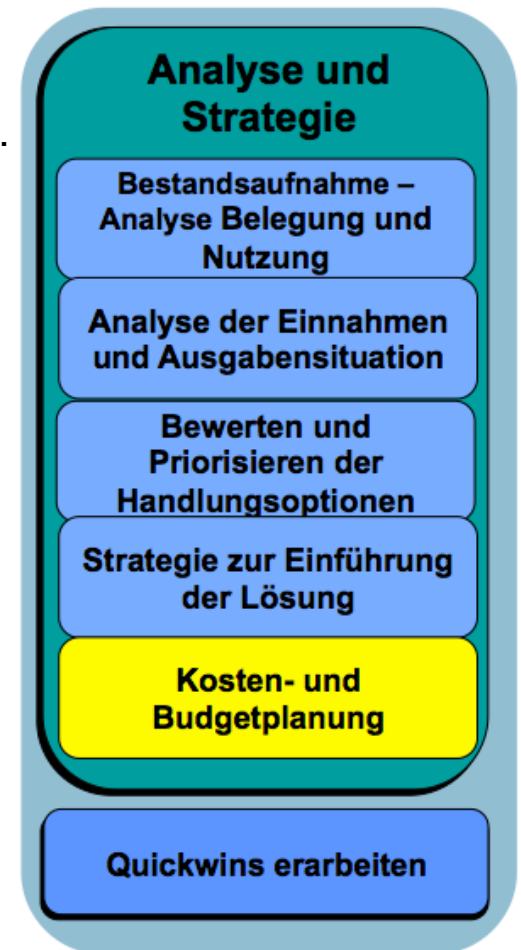 Analyse und
Strategie
.
Bestandsaufnahme –
Analyse Belegung und
Nutzung
Analyse der Einnahmen
und Ausgabensituation
Bewerten und
Priorisieren der
Handlungsoptionen
Strategie zur Einführung
der Lösung
Kosten- und
Budgetplanung
Quickwins erarbeiten